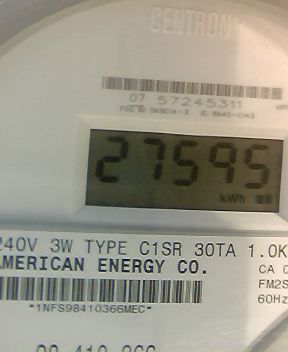 CENTRON
07 57245311
27595
kWh
240V 3W TYPE C1SR 30TA 1.0K
AMERICAN ENERGY CO.
CA
FM2S
60Hz
*1NFS98410366MEC*